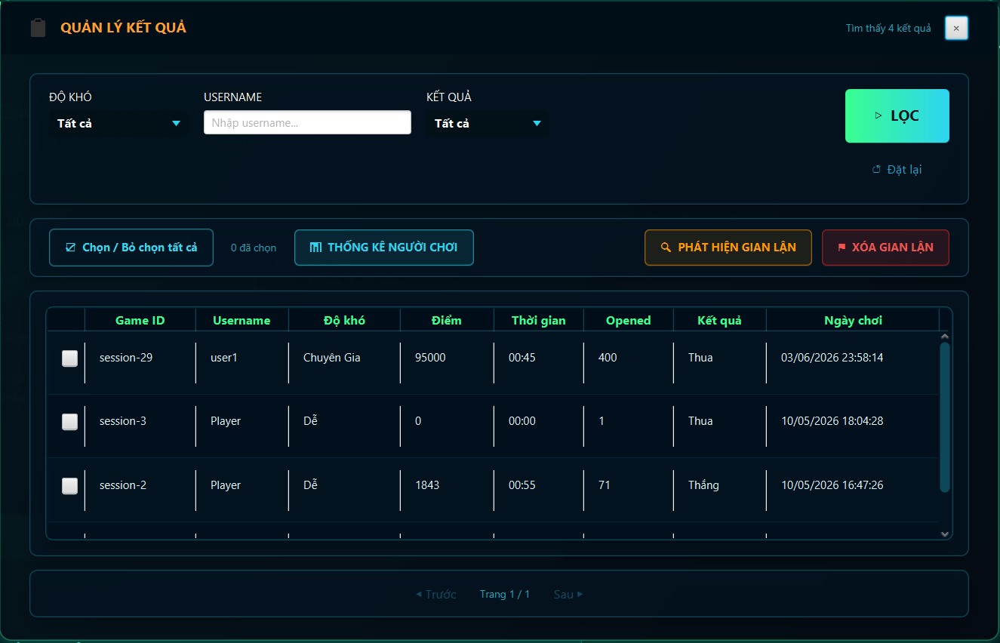 QUẢN LÝ KẾT QUẢ
Tìm thấy 4 kết quả
×
ĐỘ KHÓ USERNAME KẾT QUẢ
Tất cả Nhập username... Tất cả LỌC
Đặt lại
Chọn / Bỏ chọn tất cả 0 đã chọn THỐNG KÊ NGƯỜI CHƠI PHÁT HIỆN GIAN LẬN XÓA GIAN LẬN
Game ID Username Độ khó Điểm Thời gian Opened Kết quả Ngày chơi
session-29 user1 Chuyên Gia 95000 00:45 400 Thua 03/06/2026 23:58:14
session-3 Player Dễ 0 00:00 1 Thua 10/05/2026 18:04:28
session-2 Player Dễ 1843 00:55 71 Thắng 10/05/2026 16:47:26
Trước Trang 1 / 1 Sau